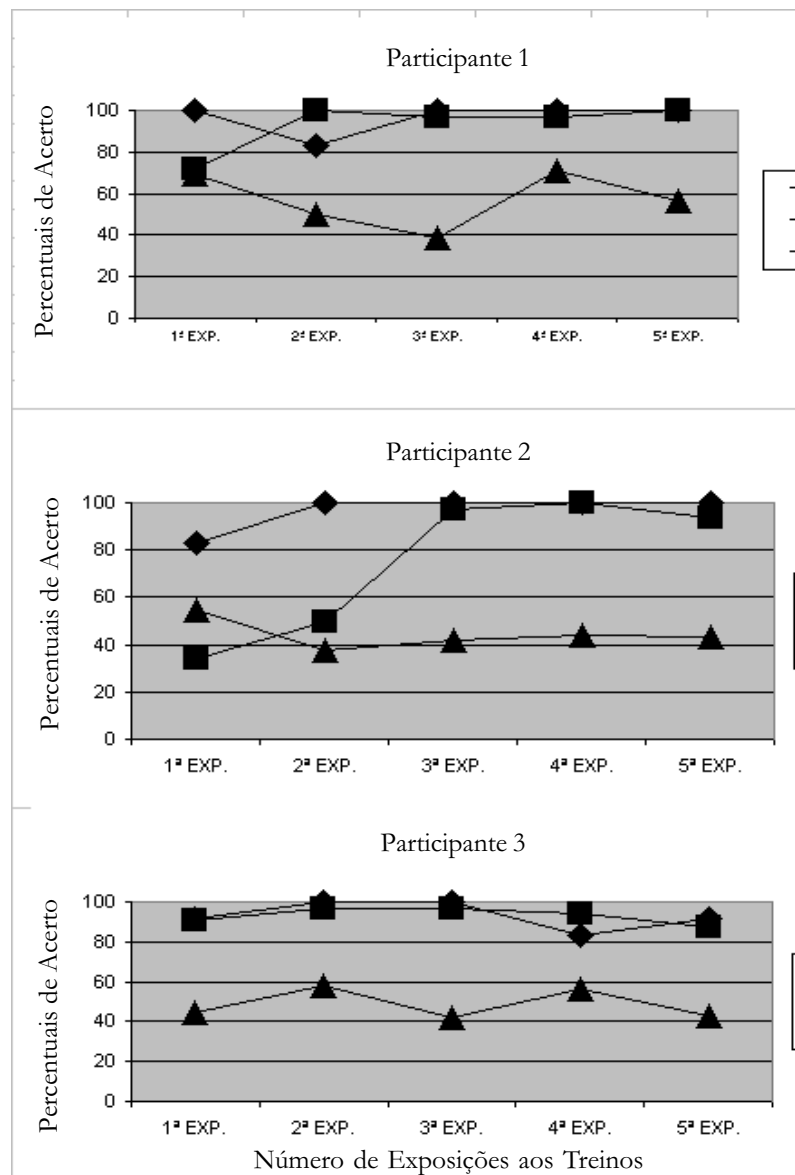 Participante 1
Percentuais de Acerto
100
80
60
40
20
0
1ª EXP. 2ª EXP. 3ª EXP. 4ª EXP. 5ª EXP.
Participante 2
Percentuais de Acerto
100
80
60
40
20
0
1ª EXP. 2ª EXP. 3ª EXP. 4ª EXP. 5ª EXP.
Participante 3
Percentuais de Acerto
100
80
60
40
20
0
1ª EXP. 2ª EXP. 3ª EXP. 4ª EXP. 5ª EXP.
Número de Exposições aos Treinos